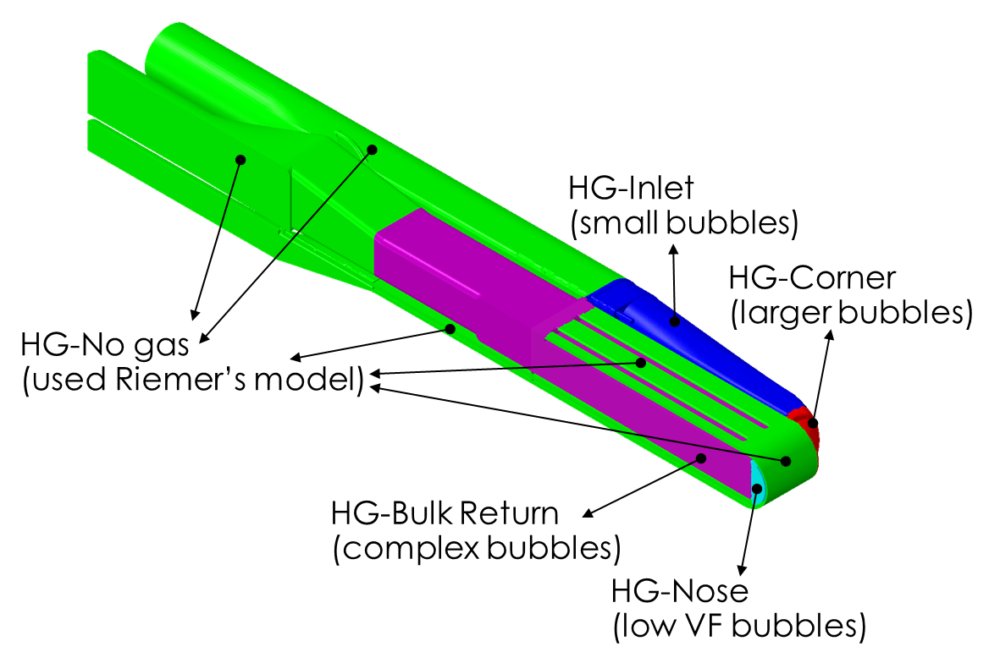 HG-Inlet
(small bubbles)
HG-Corner
(larger bubbles)
HG-No gas
(used Riemer’s model)
HG-Bulk Return
(complex bubbles)
HG-Nose
(low VF bubbles)